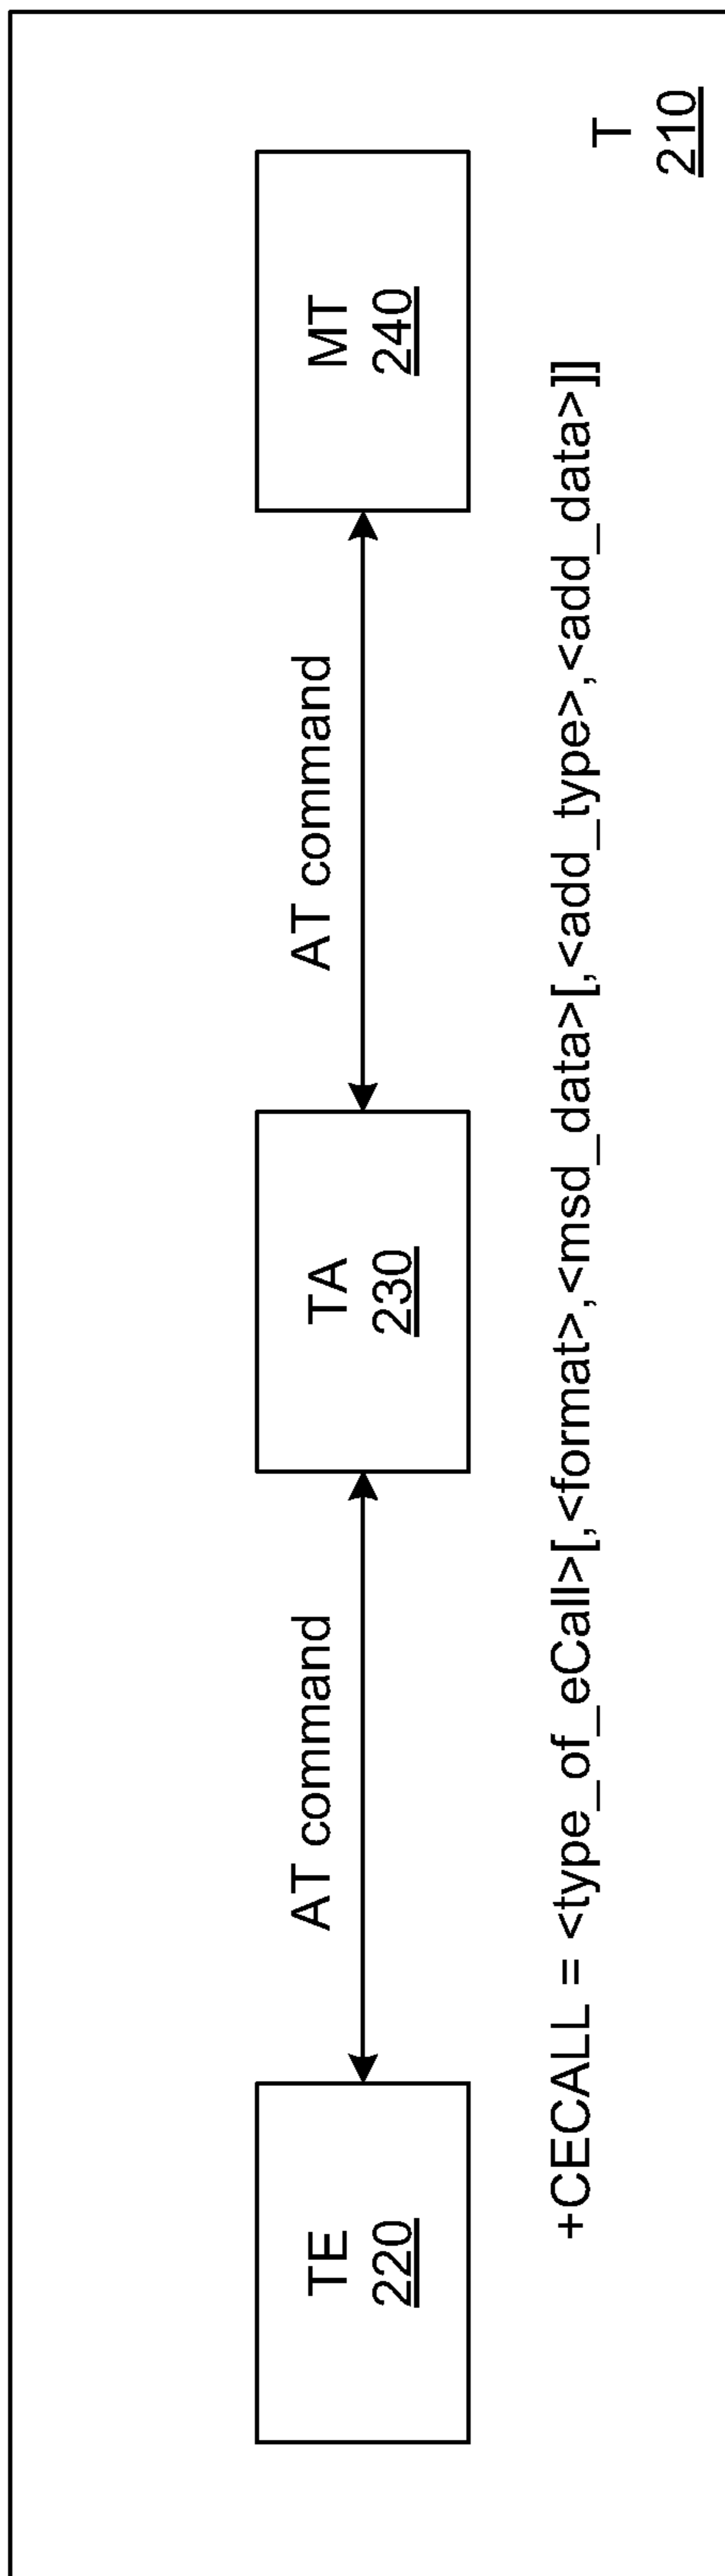 AT command
AT command
TE
220
TA
230
MT
240
+CECALL = <type_of_eCall>[,<format>,<msd_data>[,<add_type>,<add_data>]]
T
210